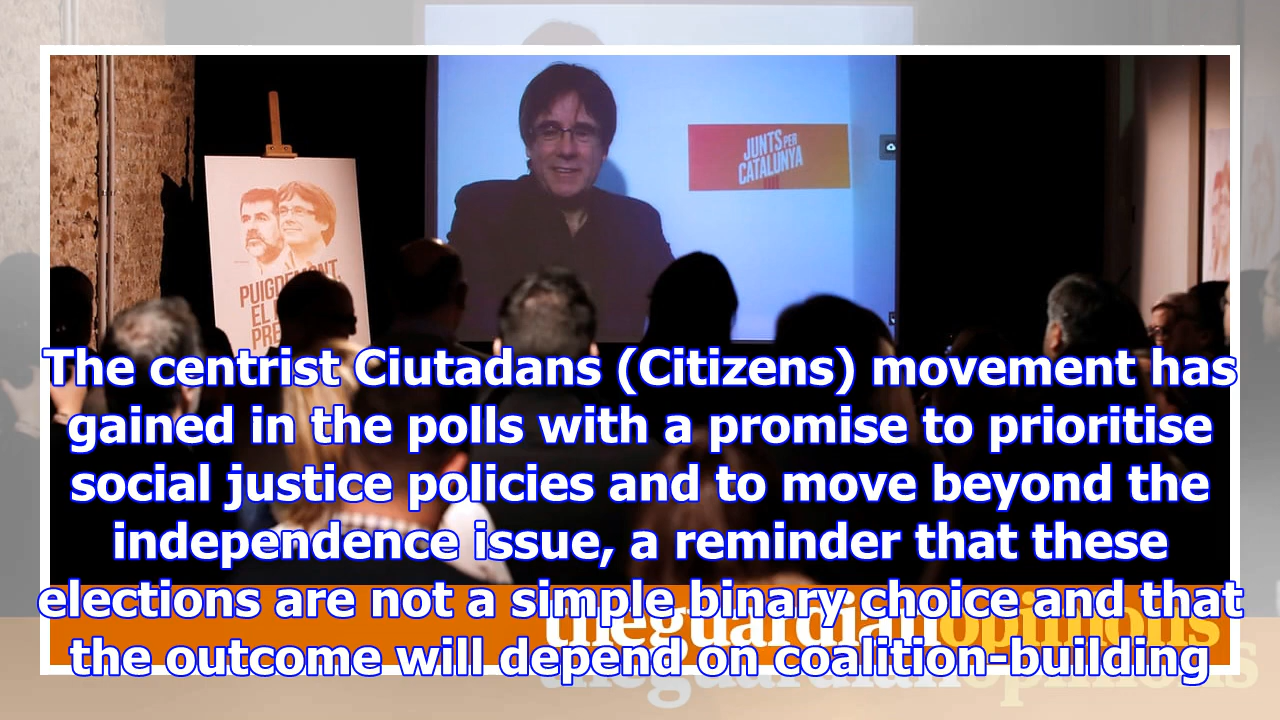 JUNTS PER
CATALUNYA
The centrist Ciutadans (Citizens) movement has
gained in the polls with a promise to prioritise
social justice policies and to move beyond the
independence issue, a reminder that these
elections are not a simple binary choice and that
the outcome will depend on coalition-building
theguardianopinions